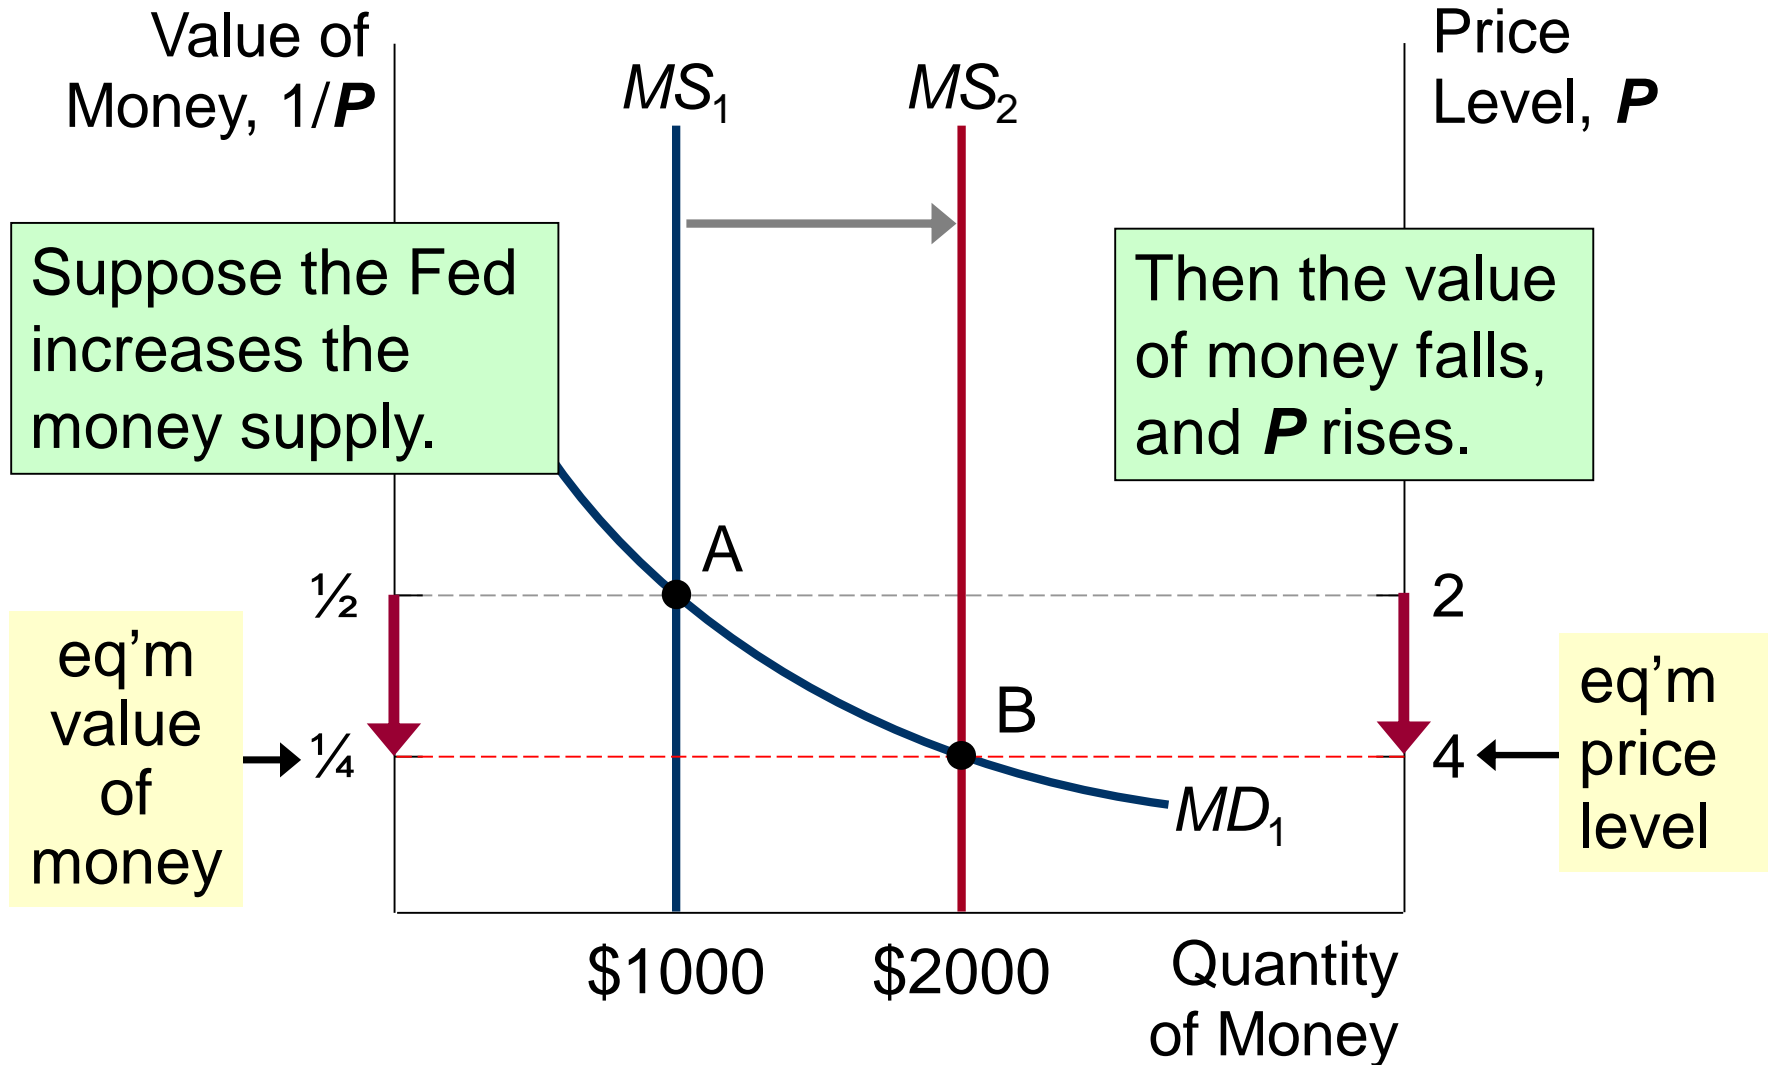 Value of
Money, 1/P
MS₁
MS₂
Price
Level, P
Suppose the Fed
increases the
money supply.
Then the value
of money falls,
and P rises.
A
½
2
eq’m
value
of
money
eq’m
price
level
B
¼
4
MD₁
$1000
$2000
Quantity
of Money